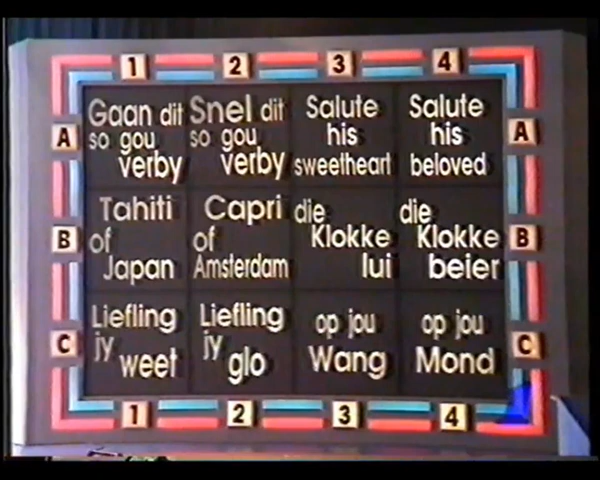 1 2 3 4
A
Gaan dit
so gou
verby
Snel dit
so gou
verby
Salute
his
sweetheart
Salute
his
beloved
A
B
Tahiti
of
Japan
Capri
of
Amsterdam
die
Klokke
lui
die
Klokke
beier
B
C
Liefling
jy
weet
Liefling
jy
glo
op jou
Wang
op jou
Mond
C
1 2 3 4